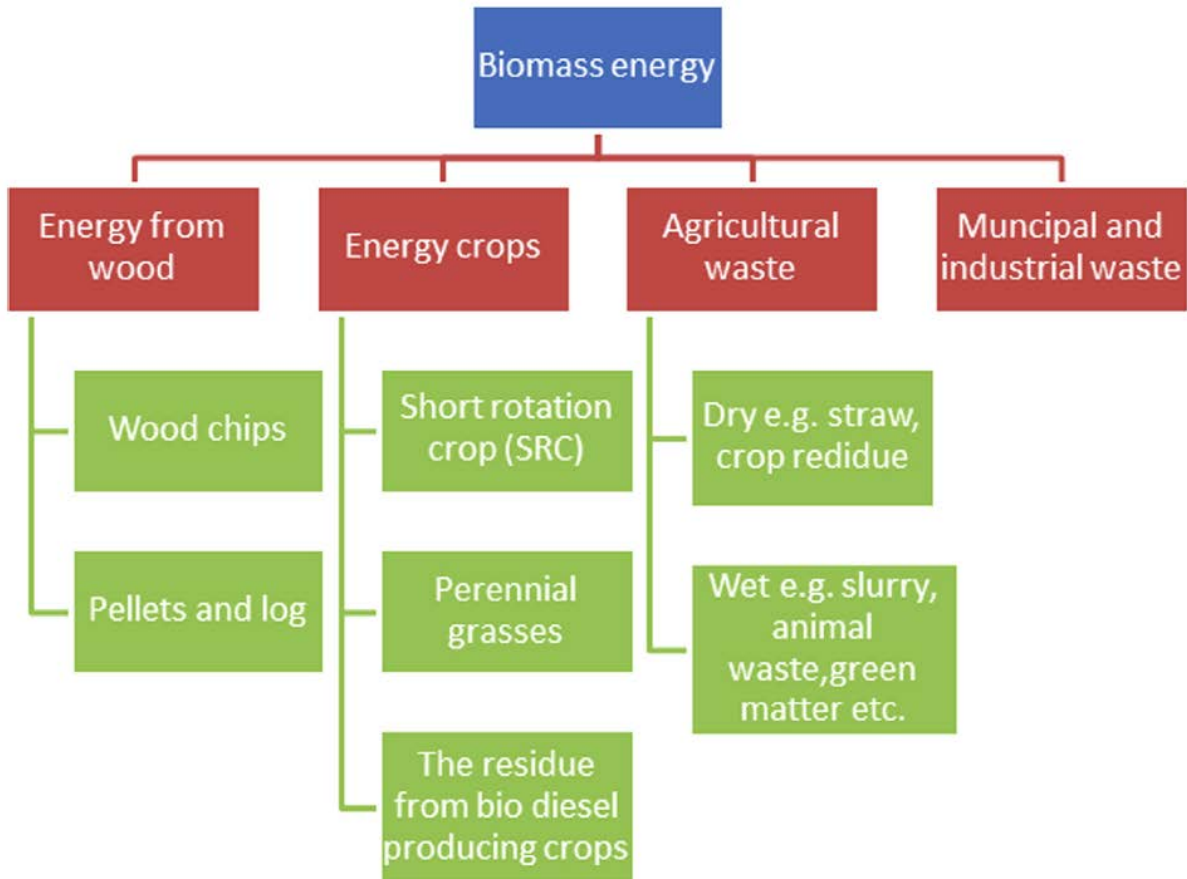 Biomass energy
Energy from
wood
Energy crops
Agricultural
waste
Muncipal and
industrial waste
Wood chips
Pellets and log
Short rotation
crop (SRC)
Perennial
grasses
The residue
from bio diesel
producing crops
Dry e.g. straw,
crop redidue
Wet e.g. slurry,
animal
waste,green
matter etc.